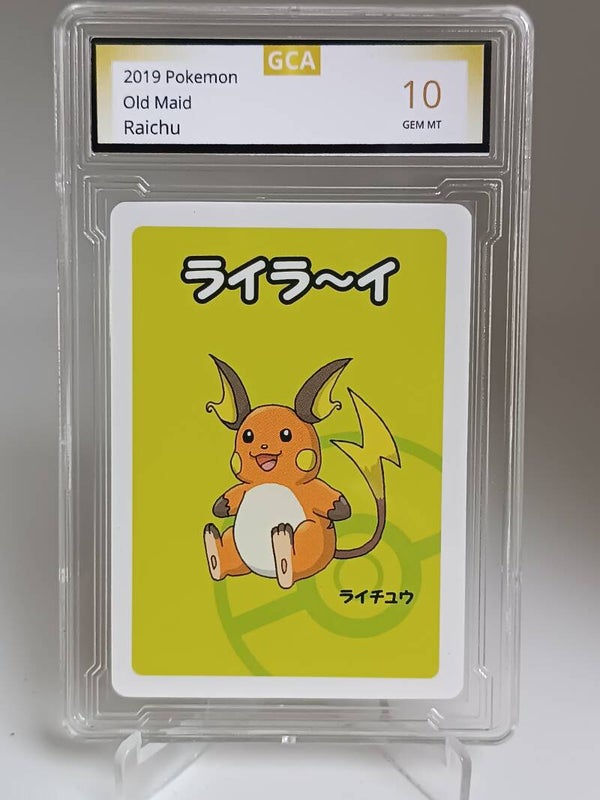 GCA
2019 Pokemon
Old Maid
Raichu
10
GEM MT
ライラ〜イ
ライチュウ